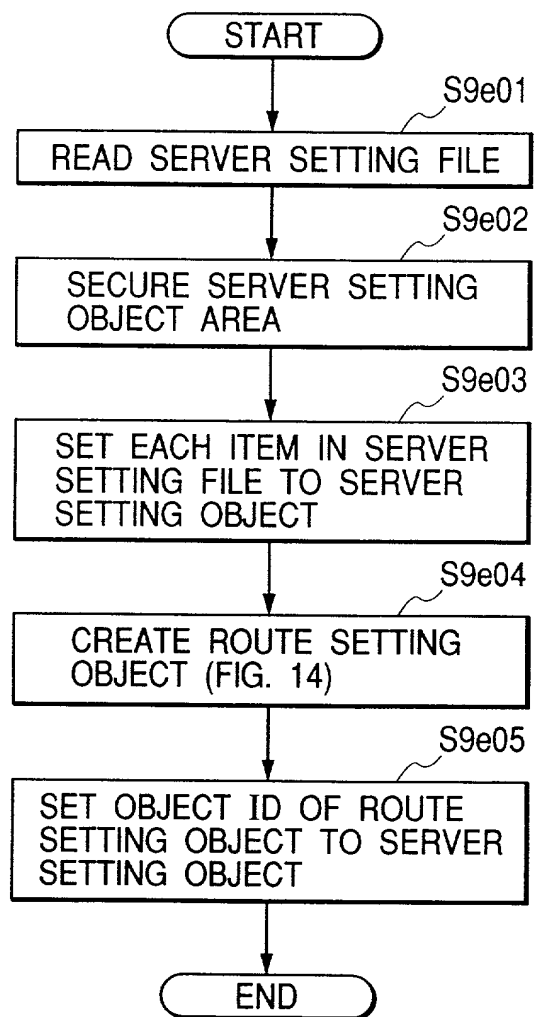 START
S9e01
READ SERVER SETTING FILE
S9e02
SECURE SERVER SETTING
OBJECT AREA
S9e03
SET EACH ITEM IN SERVER
SETTING FILE TO SERVER
SETTING OBJECT
S9e04
CREATE ROUTE SETTING
OBJECT (FIG. 14)
S9e05
SET OBJECT ID OF ROUTE
SETTING OBJECT TO SERVER
SETTING OBJECT
END